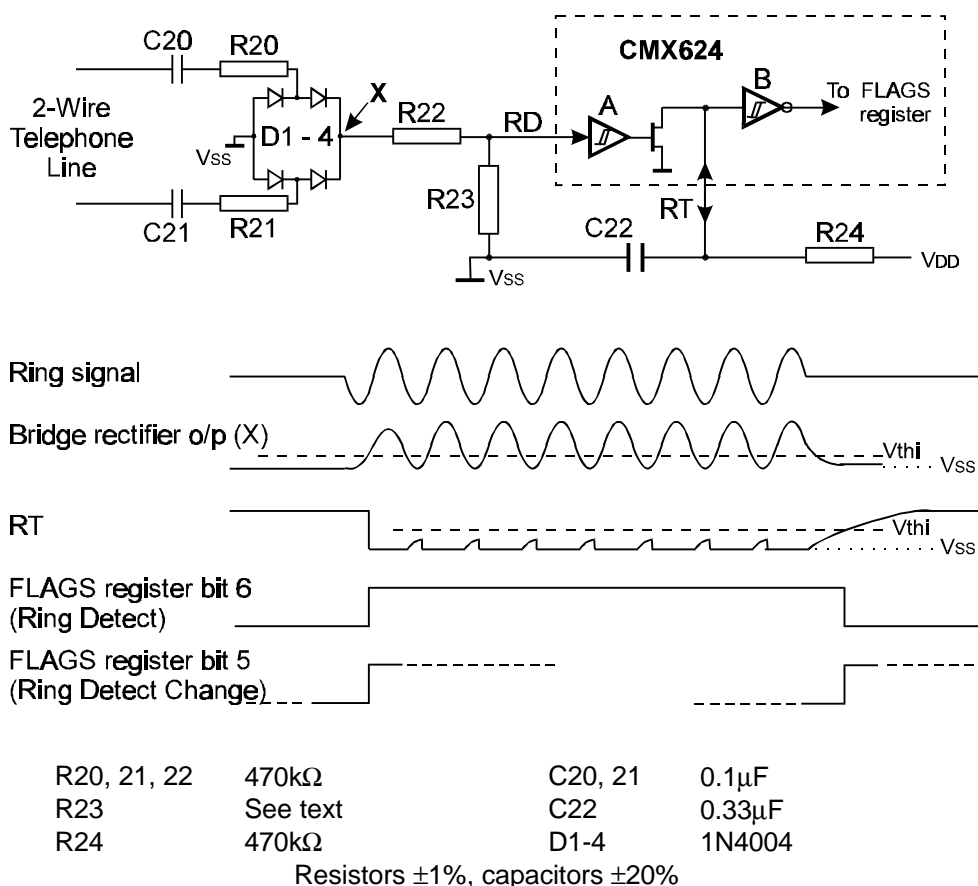 C20
R20
CMX624
X
A
B
To FLAGS
register
2-Wire
Telephone
Line
VSS
D1 - 4
R22
RD
R23
C21
R21
C22
RT
R24
VSS
VDD
Ring signal
Bridge rectifier o/p (X)
Vthi
VSS
RT
Vthi
VSS
FLAGS register bit 6
(Ring Detect)
FLAGS register bit 5
(Ring Detect Change)
R20, 21, 22 470kΩ C20, 21 0.1µF
R23 See text C22 0.33µF
R24 470kΩ D1-4 1N4004
Resistors ±1%, capacitors ±20%